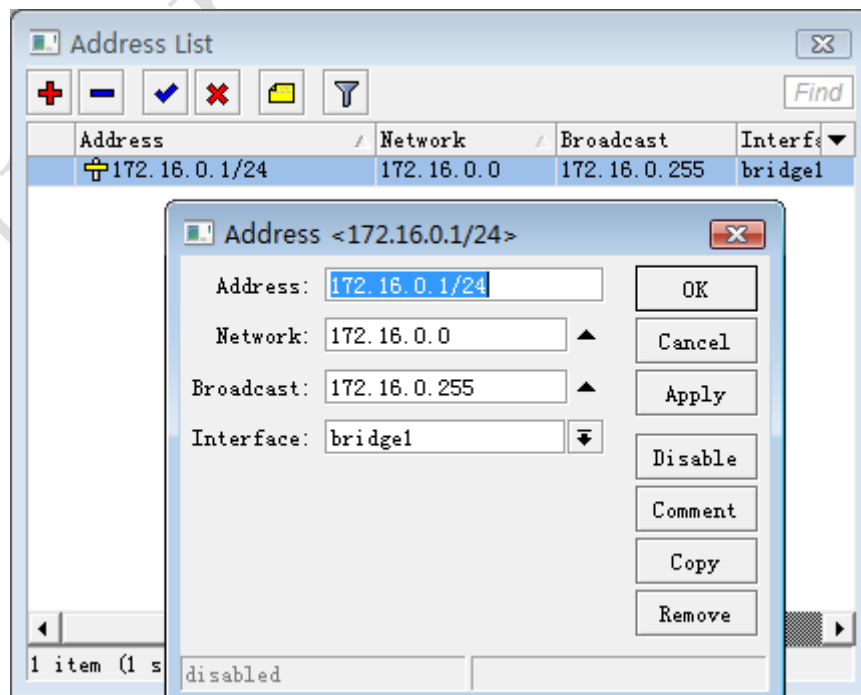 Address List
Find
Address Network Broadcast Interf
172.16.0.1/24 172.16.0.0 172.16.0.255 bridge1
Address <172.16.0.1/24>
Address: 172.16.0.1/24 OK
Network: 172.16.0.0 Cancel
Broadcast: 172.16.0.255 Apply
Interface: bridge1
Disable
Comment
Copy
Remove
1 item (1 s
disabled